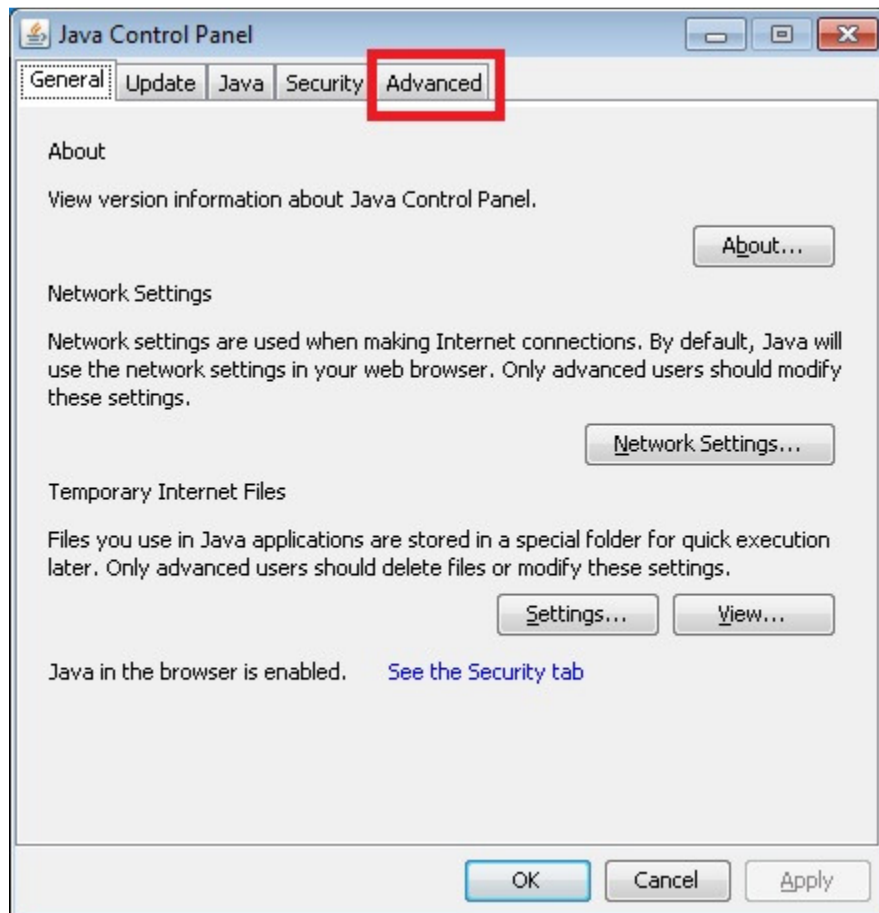 Java Control Panel
General Update Java Security Advanced
About
View version information about Java Control Panel.
About...
Network Settings
Network settings are used when making Internet connections. By default, Java will
use the network settings in your web browser. Only advanced users should modify
these settings.
Network Settings...
Temporary Internet Files
Files you use in Java applications are stored in a special folder for quick execution
later. Only advanced users should delete files or modify these settings.
Settings... View...
Java in the browser is enabled. See the Security tab
OK Cancel Apply